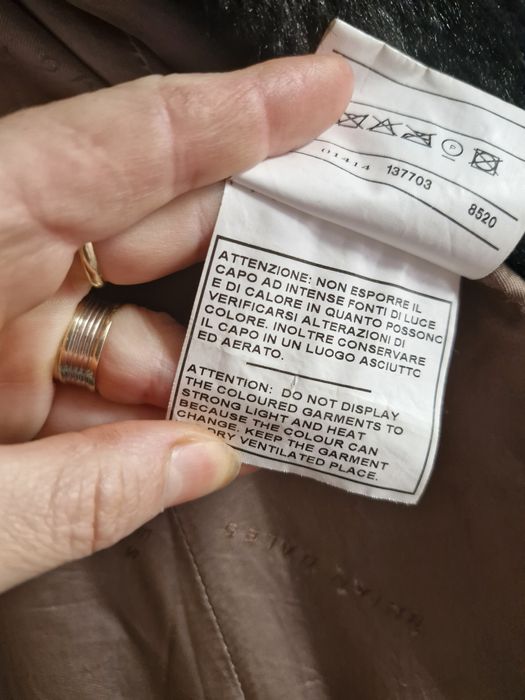 P
01414 137703 8520
ATTENZIONE: NON ESPORRE IL
CAPO AD INTENSE FONTI DI LUCE
E DI CALORE IN QUANTO POSSONO
VERIFICARSI ALTERAZIONI DI
COLORE. INOLTRE CONSERVARE
IL CAPO IN UN LUOGO ASCIUTTO
ED AERATO.
ATTENTION: DO NOT DISPLAY
THE COLOURED GARMENTS TO
STRONG LIGHT AND HEAT
BECAUSE THE COLOUR CAN
CHANGE. KEEP THE GARMENT
VENTILATED PLACE.